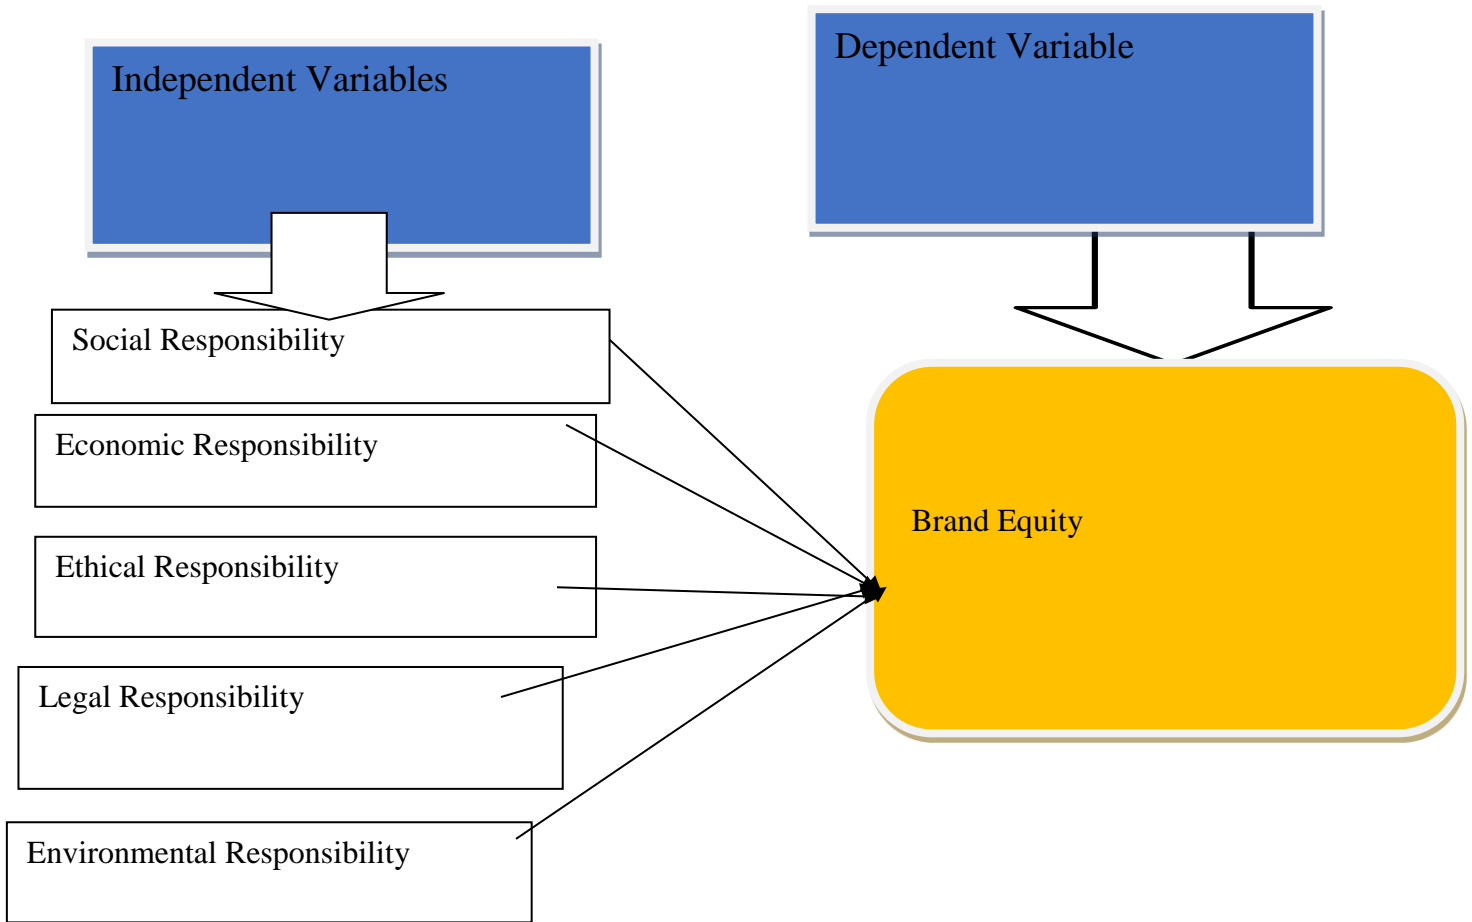 Independent Variables
Dependent Variable
Social Responsibility
Economic Responsibility
Ethical Responsibility
Legal Responsibility
Environmental Responsibility
Brand Equity